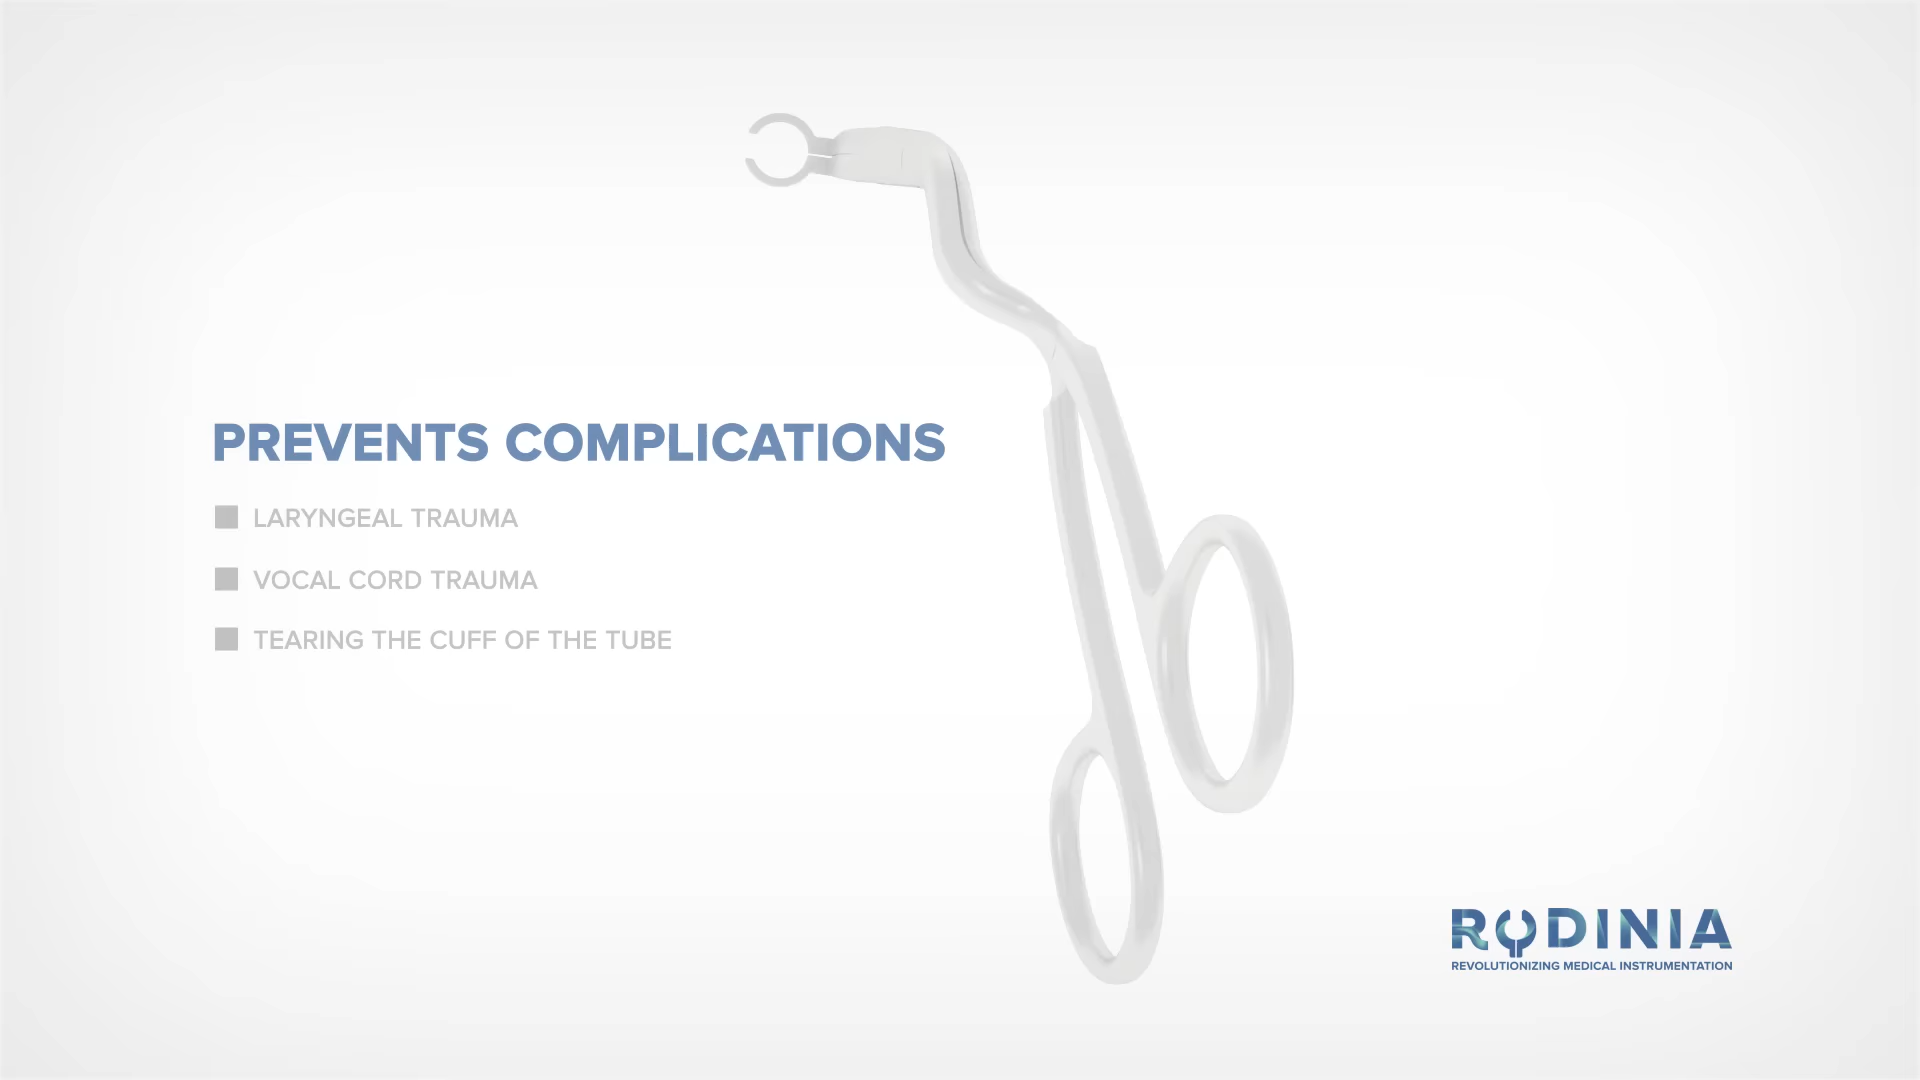 PREVENTS COMPLICATIONS
LARYNGEAL TRAUMA
VOCAL CORD TRAUMA
TEARING THE CUFF OF THE TUBE
RODINIA
REVOLUTIONIZING MEDICAL INSTRUMENTATION